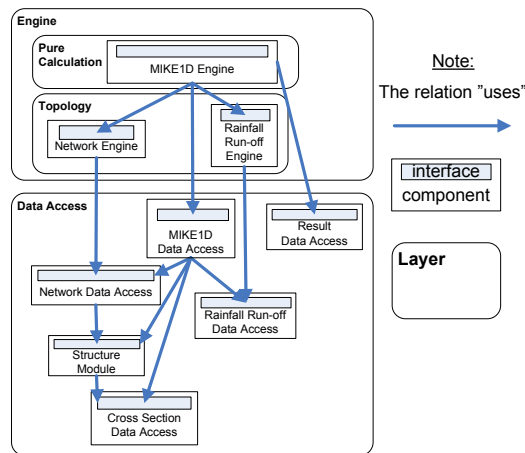 Engine
Pure
Calculation
MIKE1D Engine
Topology
Network Engine
Rainfall
Run-off
Engine
Data Access
MIKE1D
Data Access
Result
Data Access
Network Data Access
Rainfall Run-off
Data Access
Structure
Module
Cross Section
Data Access
Note:
The relation ”uses”
interface
component
Layer